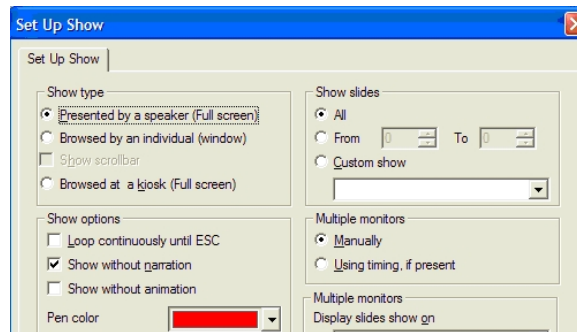 Set Up Show
Set Up Show
Show type
Presented by a speaker (Full screen)
Browsed by an individual (window)
Show scrollbar
Browsed at a kiosk (Full screen)
Show options
Loop continuously until ESC
Show without narration
Show without animation
Pen color
Show slides
All
From 0 To 0
Custom show
Multiple monitors
Manually
Using timing, if present
Multiple monitors
Display slides show on